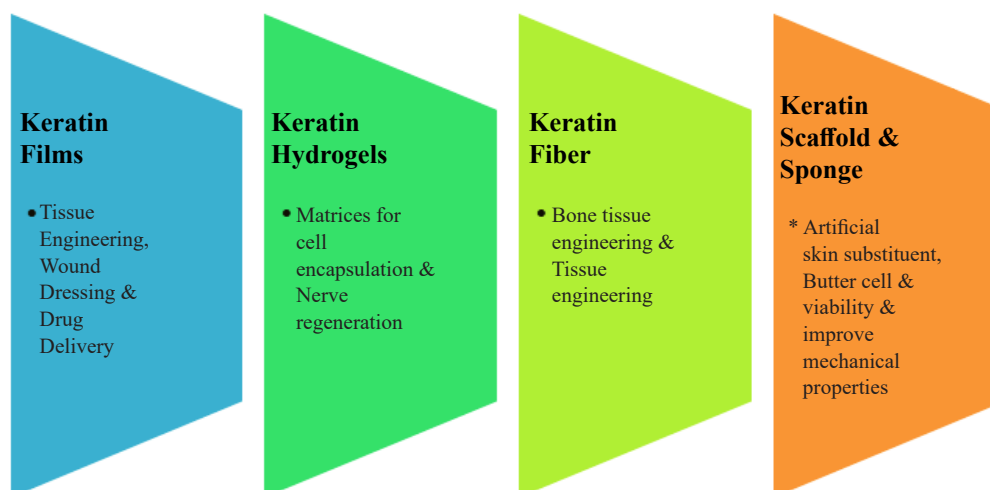 Keratin
Films
• Tissue
Engineering,
Wound
Dressing &
Drug
Delivery
Keratin
Hydrogels
• Matrices for
cell
encapsulation &
Nerve
regeneration
Keratin
Fiber
• Bone tissue
engineering &
Tissue
engineering
Keratin
Scaffold &
Sponge
* Artificial
skin substituent,
Butter cell &
viability &
improve
mechanical
properties